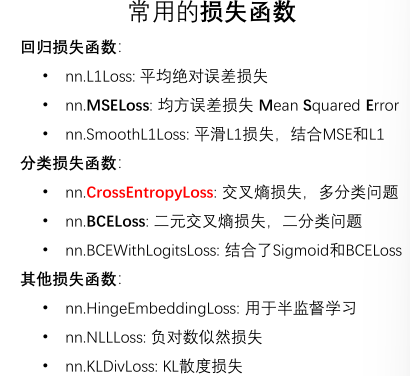 常用的损失函数
回归损失函数:
• nn.L1Loss: 平均绝对误差损失
• nn.MSELoss: 均方误差损失 Mean Squared Error
• nn.SmoothL1Loss: 平滑L1损失，结合MSE和L1
分类损失函数:
• nn.CrossEntropyLoss: 交叉熵损失，多分类问题
• nn.BCELoss: 二元交叉熵损失，二分类问题
• nn.BCEWithLogitsLoss: 结合了Sigmoid和BCELoss
其他损失函数:
• nn.HingeEmbeddingLoss: 用于半监督学习
• nn.NLLLoss: 负对数似然损失
• nn.KLDivLoss: KL散度损失